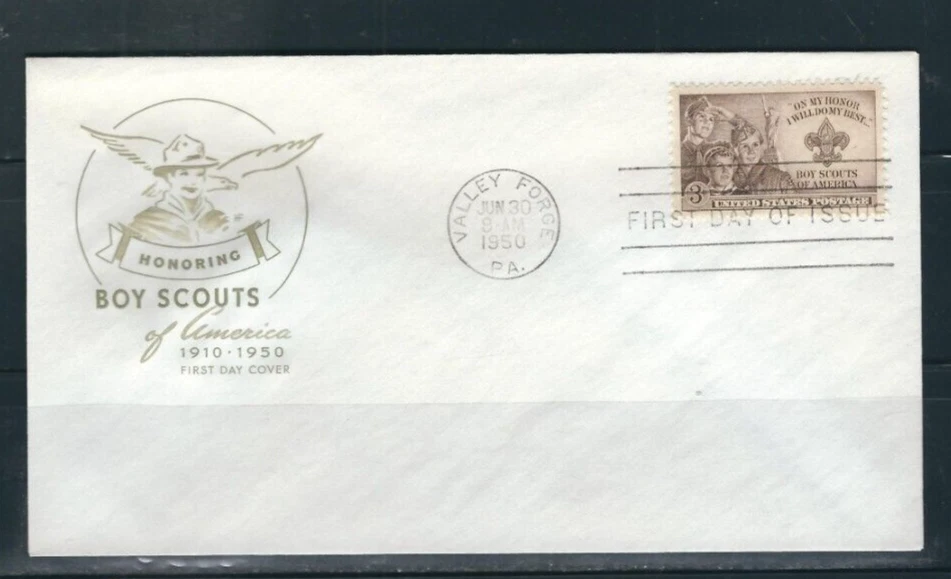 HONORING
BOY SCOUTS
of America
1910 · 1950
FIRST DAY COVER
VALLEY FORGE
JUN 30
8-AM
1950
PA.
"ON MY HONOR
I WILL DO MY BEST..."
BOY SCOUTS
OF AMERICA
3¢
UNITED STATES POSTAGE
FIRST DAY OF ISSUE